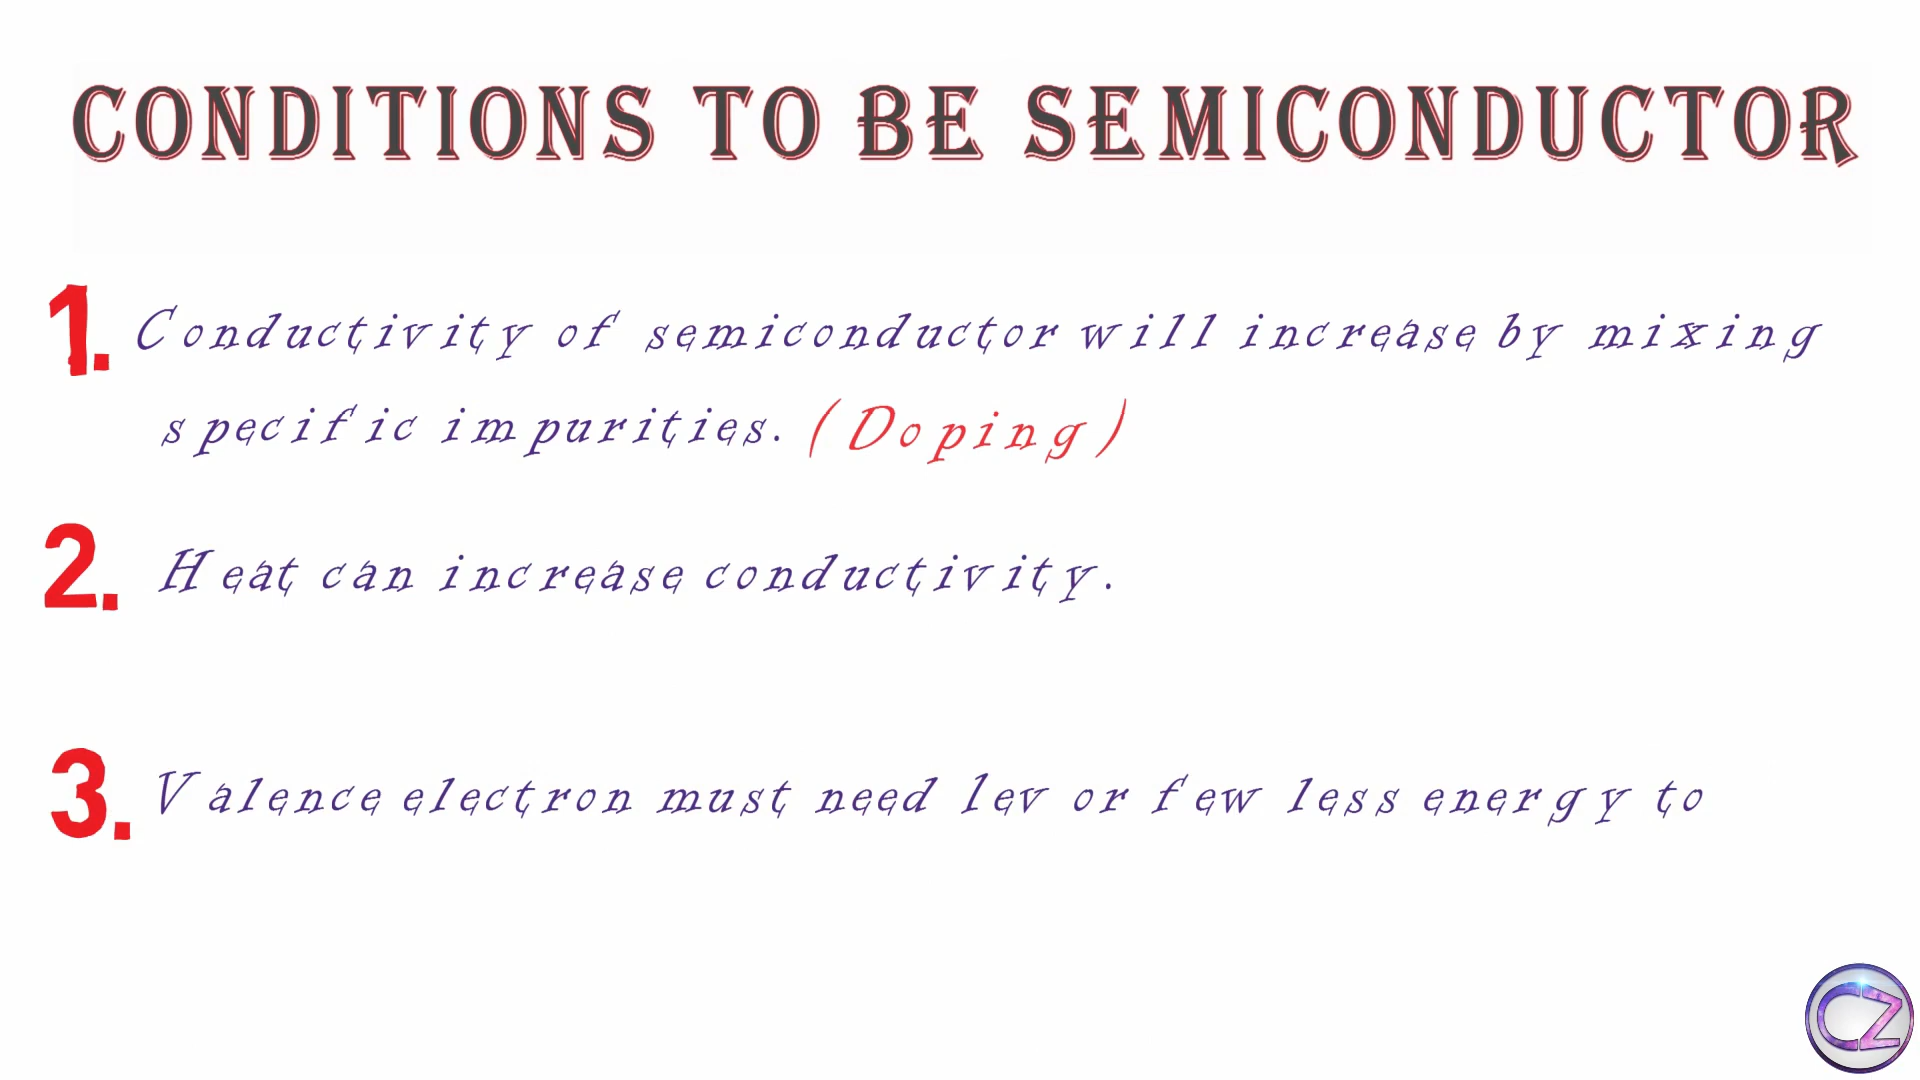 CONDITIONS TO BE SEMICONDUCTOR
1. Conductivity of semiconductor will increase by mixing
specific impurities. (Doping)
2. Heat can increase conductivity.
3. Valence electron must need 1ev or few less energy to
CZ